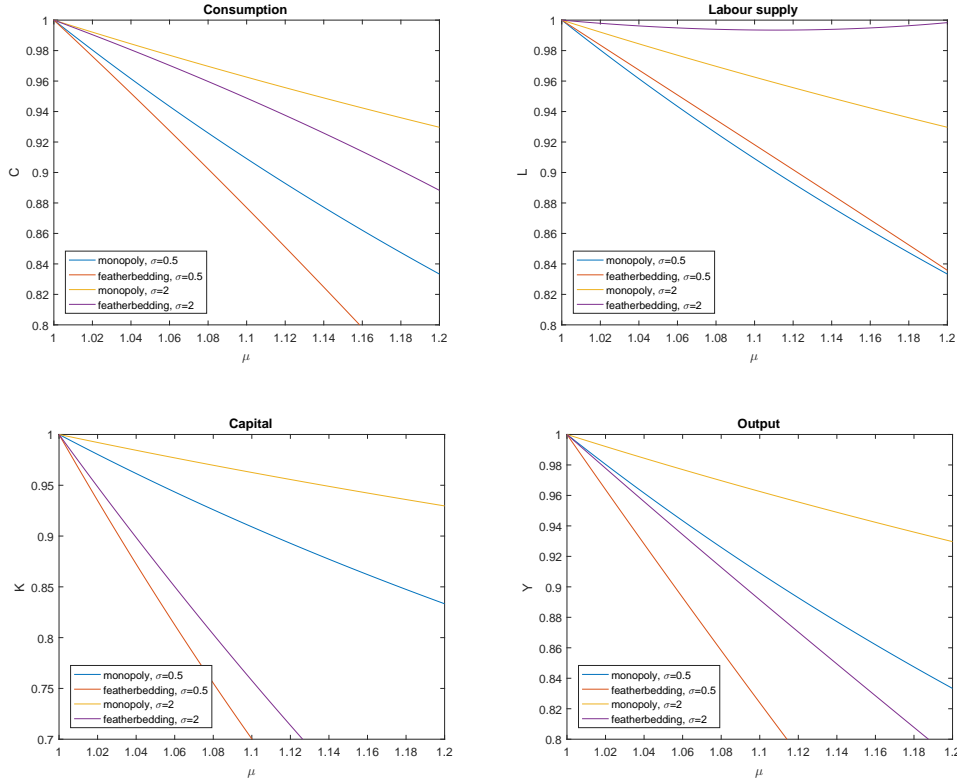 Consumption
C
1
0.98
0.96
0.94
0.92
0.9
0.88
0.86
0.84
0.82
0.8
monopoly, σ=0.5
featherbedding, σ=0.5
monopoly, σ=2
featherbedding, σ=2
1 1.02 1.04 1.06 1.08 1.1 1.12 1.14 1.16 1.18 1.2
μ
Labour supply
L
1
0.98
0.96
0.94
0.92
0.9
0.88
0.86
0.84
0.82
0.8
monopoly, σ=0.5
featherbedding, σ=0.5
monopoly, σ=2
featherbedding, σ=2
1 1.02 1.04 1.06 1.08 1.1 1.12 1.14 1.16 1.18 1.2
μ
Capital
K
1
0.95
0.9
0.85
0.8
0.75
0.7
monopoly, σ=0.5
featherbedding, σ=0.5
monopoly, σ=2
featherbedding, σ=2
1 1.02 1.04 1.06 1.08 1.1 1.12 1.14 1.16 1.18 1.2
μ
Output
Y
1
0.98
0.96
0.94
0.92
0.9
0.88
0.86
0.84
0.82
0.8
monopoly, σ=0.5
featherbedding, σ=0.5
monopoly, σ=2
featherbedding, σ=2
1 1.02 1.04 1.06 1.08 1.1 1.12 1.14 1.16 1.18 1.2
μ